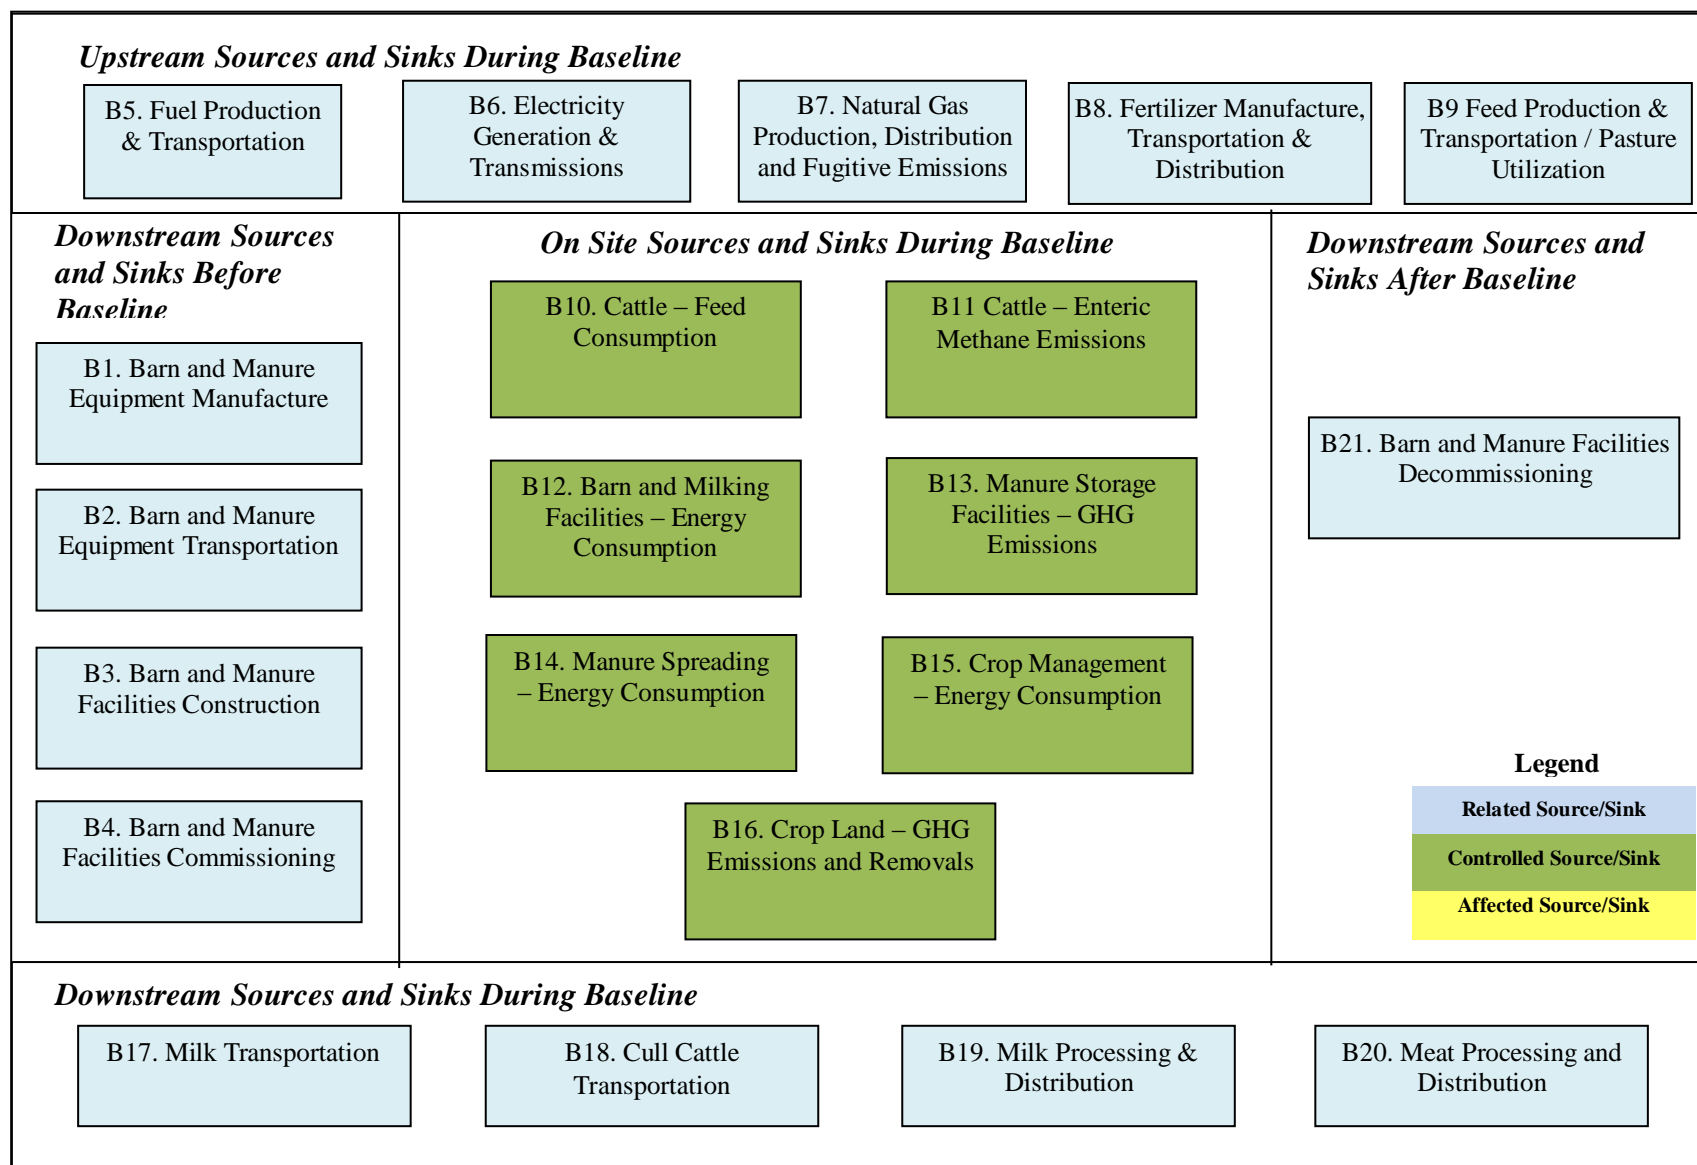 Upstream Sources and Sinks During Baseline
B5. Fuel Production
& Transportation
B6. Electricity
Generation &
Transmissions
B7. Natural Gas
Production, Distribution
and Fugitive Emissions
B8. Fertilizer Manufacture,
Transportation &
Distribution
B9 Feed Production &
Transportation / Pasture
Utilization
Downstream Sources
and Sinks Before
Baseline
B1. Barn and Manure
Equipment Manufacture
B2. Barn and Manure
Equipment Transportation
B3. Barn and Manure
Facilities Construction
B4. Barn and Manure
Facilities Commissioning
On Site Sources and Sinks During Baseline
B10. Cattle – Feed
Consumption
B11 Cattle – Enteric
Methane Emissions
B12. Barn and Milking
Facilities – Energy
Consumption
B13. Manure Storage
Facilities – GHG
Emissions
B14. Manure Spreading
– Energy Consumption
B15. Crop Management
– Energy Consumption
B16. Crop Land – GHG
Emissions and Removals
Downstream Sources and
Sinks After Baseline
B21. Barn and Manure Facilities
Decommissioning
Legend
Related Source/Sink
Controlled Source/Sink
Affected Source/Sink
Downstream Sources and Sinks During Baseline
B17. Milk Transportation
B18. Cull Cattle
Transportation
B19. Milk Processing &
Distribution
B20. Meat Processing and
Distribution